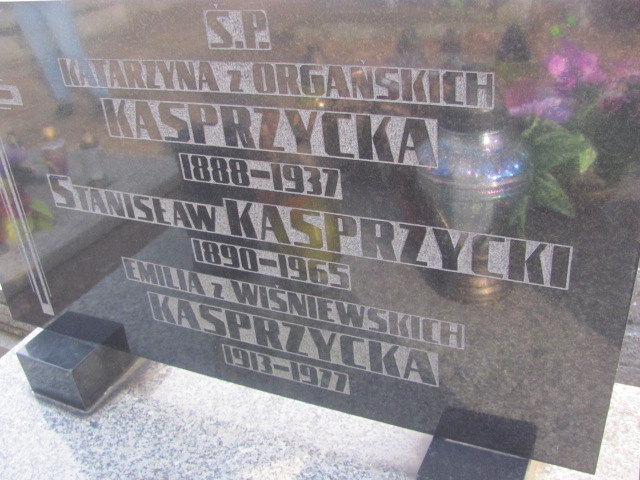 Ś.P.
KATARZYNA z ORGAŃSKICH
KASPRZYCKA
1888-1937
STANISŁAW KASPRZYCKI
1890-1965
EMILIA z WIŚNIEWSKICH
KASPRZYCKA
1913-1977